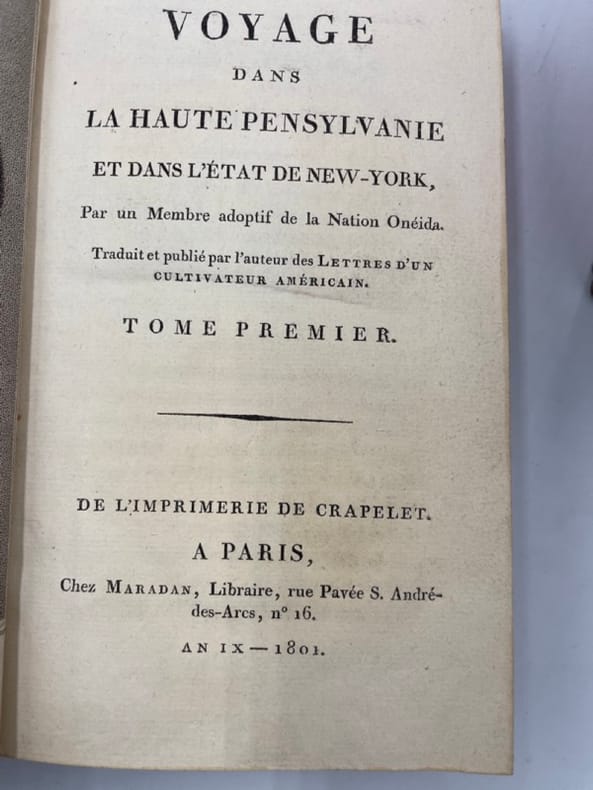 VOYAGE
DANS
LA HAUTE PENSYLVANIE
ET DANS L'ÉTAT DE NEW-YORK,
Par un Membre adoptif de la Nation Onéida.
Traduit et publié par l'auteur des LETTRES D'UN
CULTIVATEUR AMÉRICAIN.
TOME PREMIER.
DE L'IMPRIMERIE DE CRAPELET.
A PARIS,
Chez MARADAN, Libraire, rue Pavée S. André-
des-Arcs, nº 16.
AN IX — 1801.